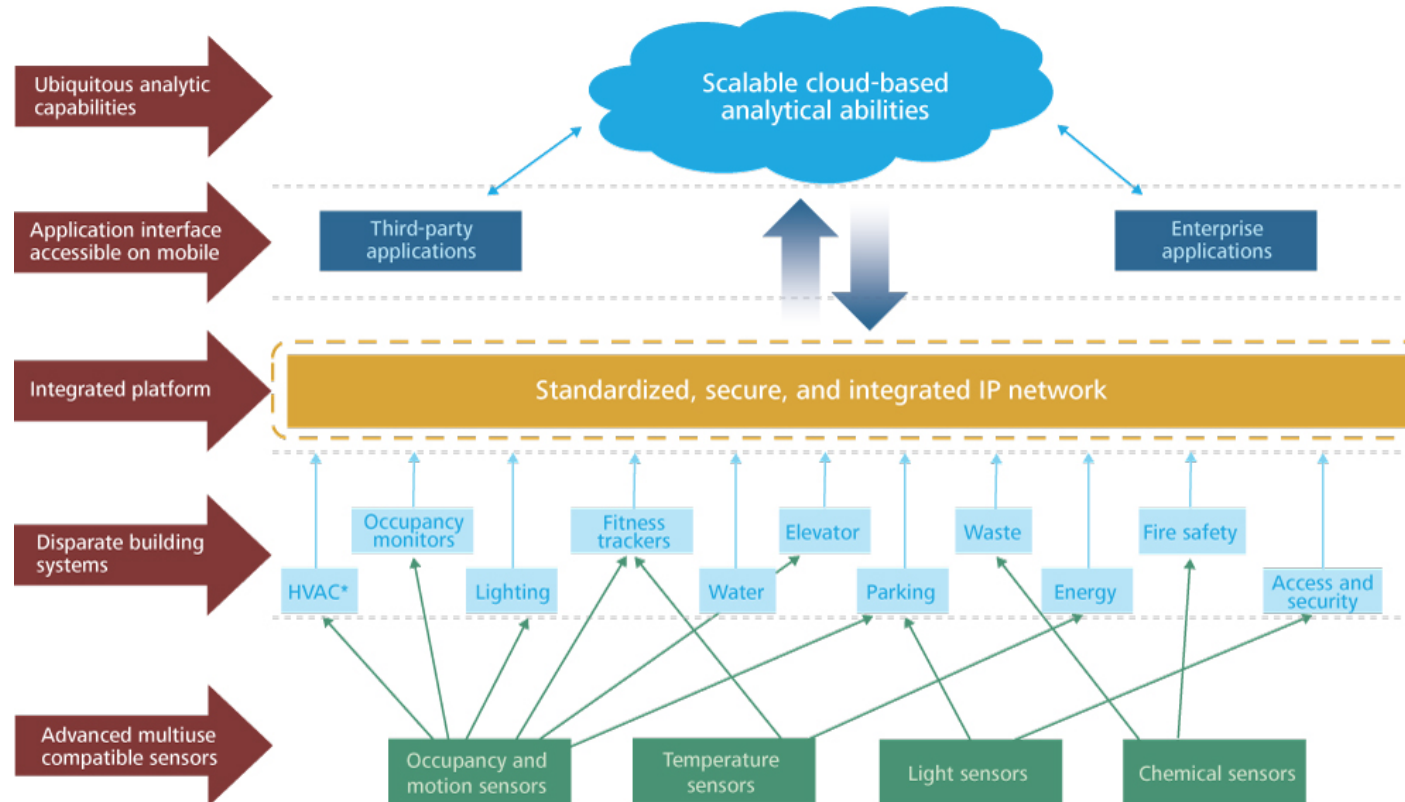 Ubiquitous analytic
capabilities
Scalable cloud-based
analytical abilities
Application interface
accessible on mobile
Third-party
applications
Enterprise
applications
Integrated platform
Standardized, secure, and integrated IP network
Disparate building
systems
Occupancy
monitors
Fitness
trackers
Elevator
Waste
Fire safety
HVAC*
Lighting
Water
Parking
Energy
Access and
security
Advanced multiuse
compatible sensors
Occupancy and
motion sensors
Temperature
sensors
Light sensors
Chemical sensors